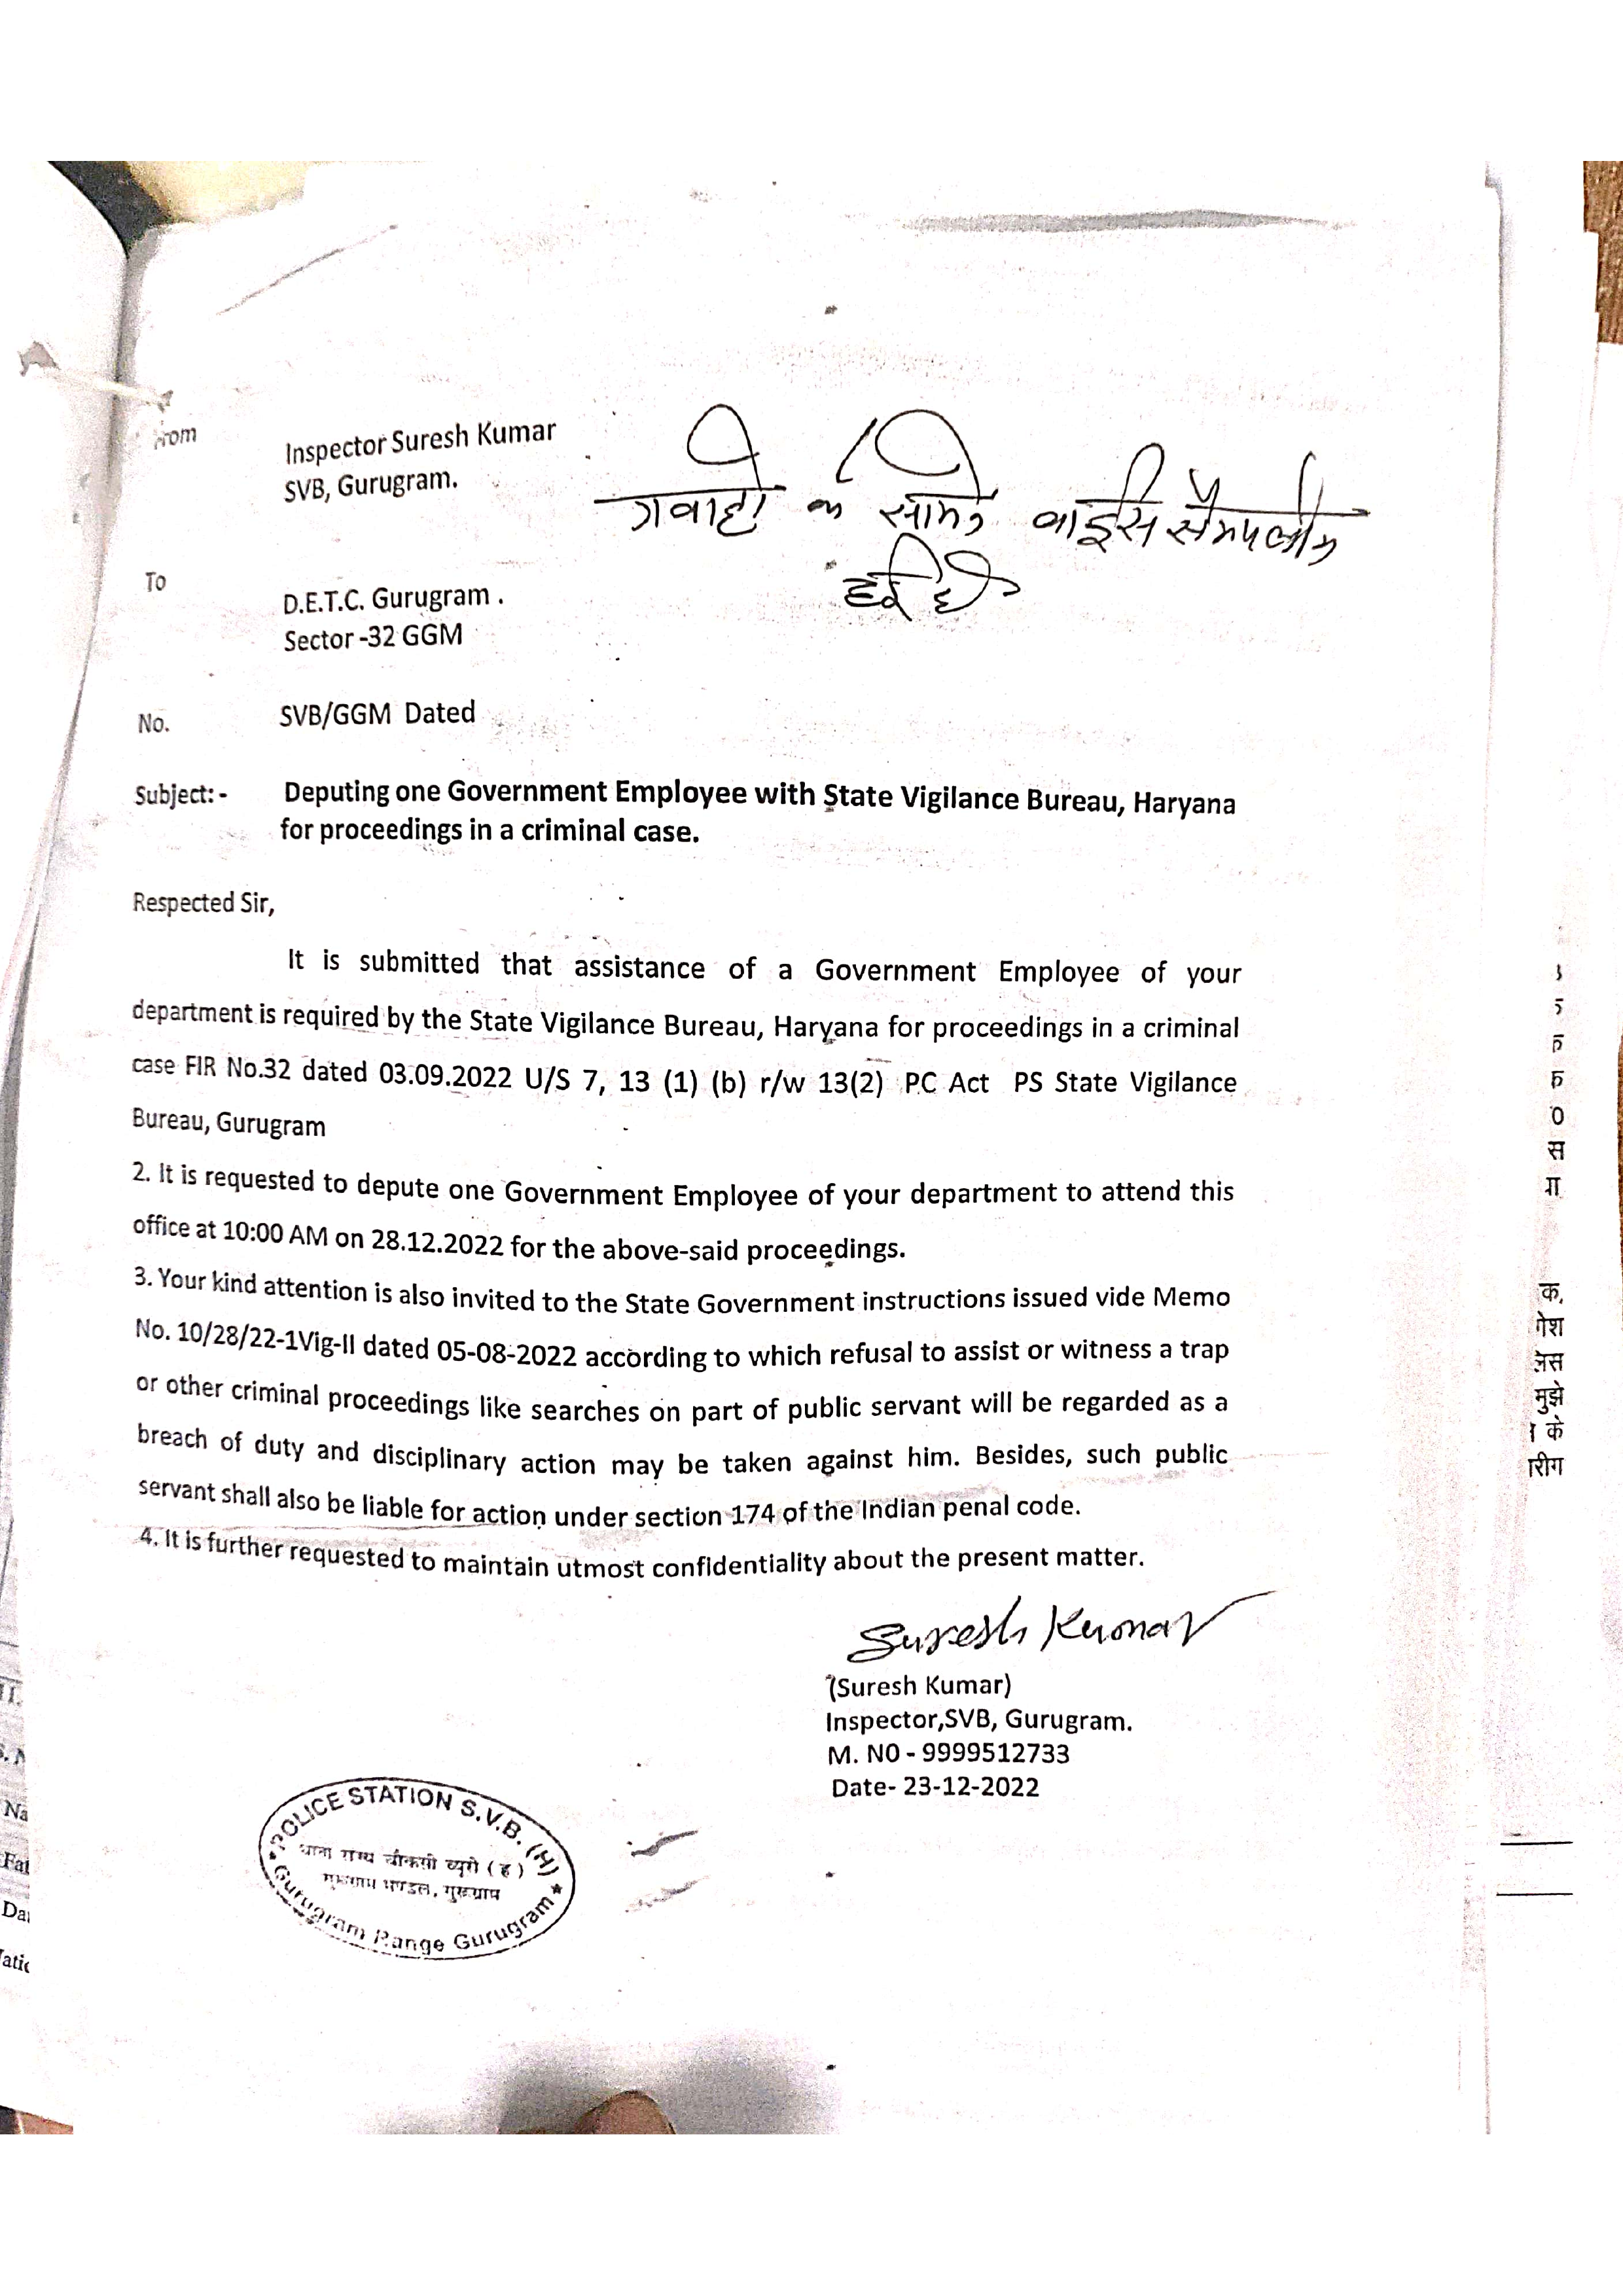 From
Inspector Suresh Kumar
SVB, Gurugram.
गवाहो के सामने वाईस सैम्पलींग
हुई थी
To
D.E.T.C. Gurugram .
Sector -32 GGM
No. SVB/GGM Dated
Subject: - Deputing one Government Employee with State Vigilance Bureau, Haryana
for proceedings in a criminal case.
Respected Sir,
It is submitted that assistance of a Government Employee of your
department is required by the State Vigilance Bureau, Haryana for proceedings in a criminal
case FIR No.32 dated 03.09.2022 U/S 7, 13 (1) (b) r/w 13(2) PC Act PS State Vigilance
Bureau, Gurugram
2. It is requested to depute one Government Employee of your department to attend this
office at 10:00 AM on 28.12.2022 for the above-said proceedings.
3. Your kind attention is also invited to the State Government instructions issued vide Memo
No. 10/28/22-1Vig-II dated 05-08-2022 according to which refusal to assist or witness a trap
or other criminal proceedings like searches on part of public servant will be regarded as a
breach of duty and disciplinary action may be taken against him. Besides, such public
servant shall also be liable for action under section 174 of the Indian penal code.
4. It is further requested to maintain utmost confidentiality about the present matter.
Suresh Kumar
(Suresh Kumar)
Inspector,SVB, Gurugram.
M. N0 - 9999512733
Date- 23-12-2022
POLICE STATION S.V.B. (H)
थाना राज्य चौकसी ब्यूरो ( ह )
गुरूग्राम मण्डल, गुरूग्राम
Gurugram Range Gurugram
स
क,
मुझे
के
Na